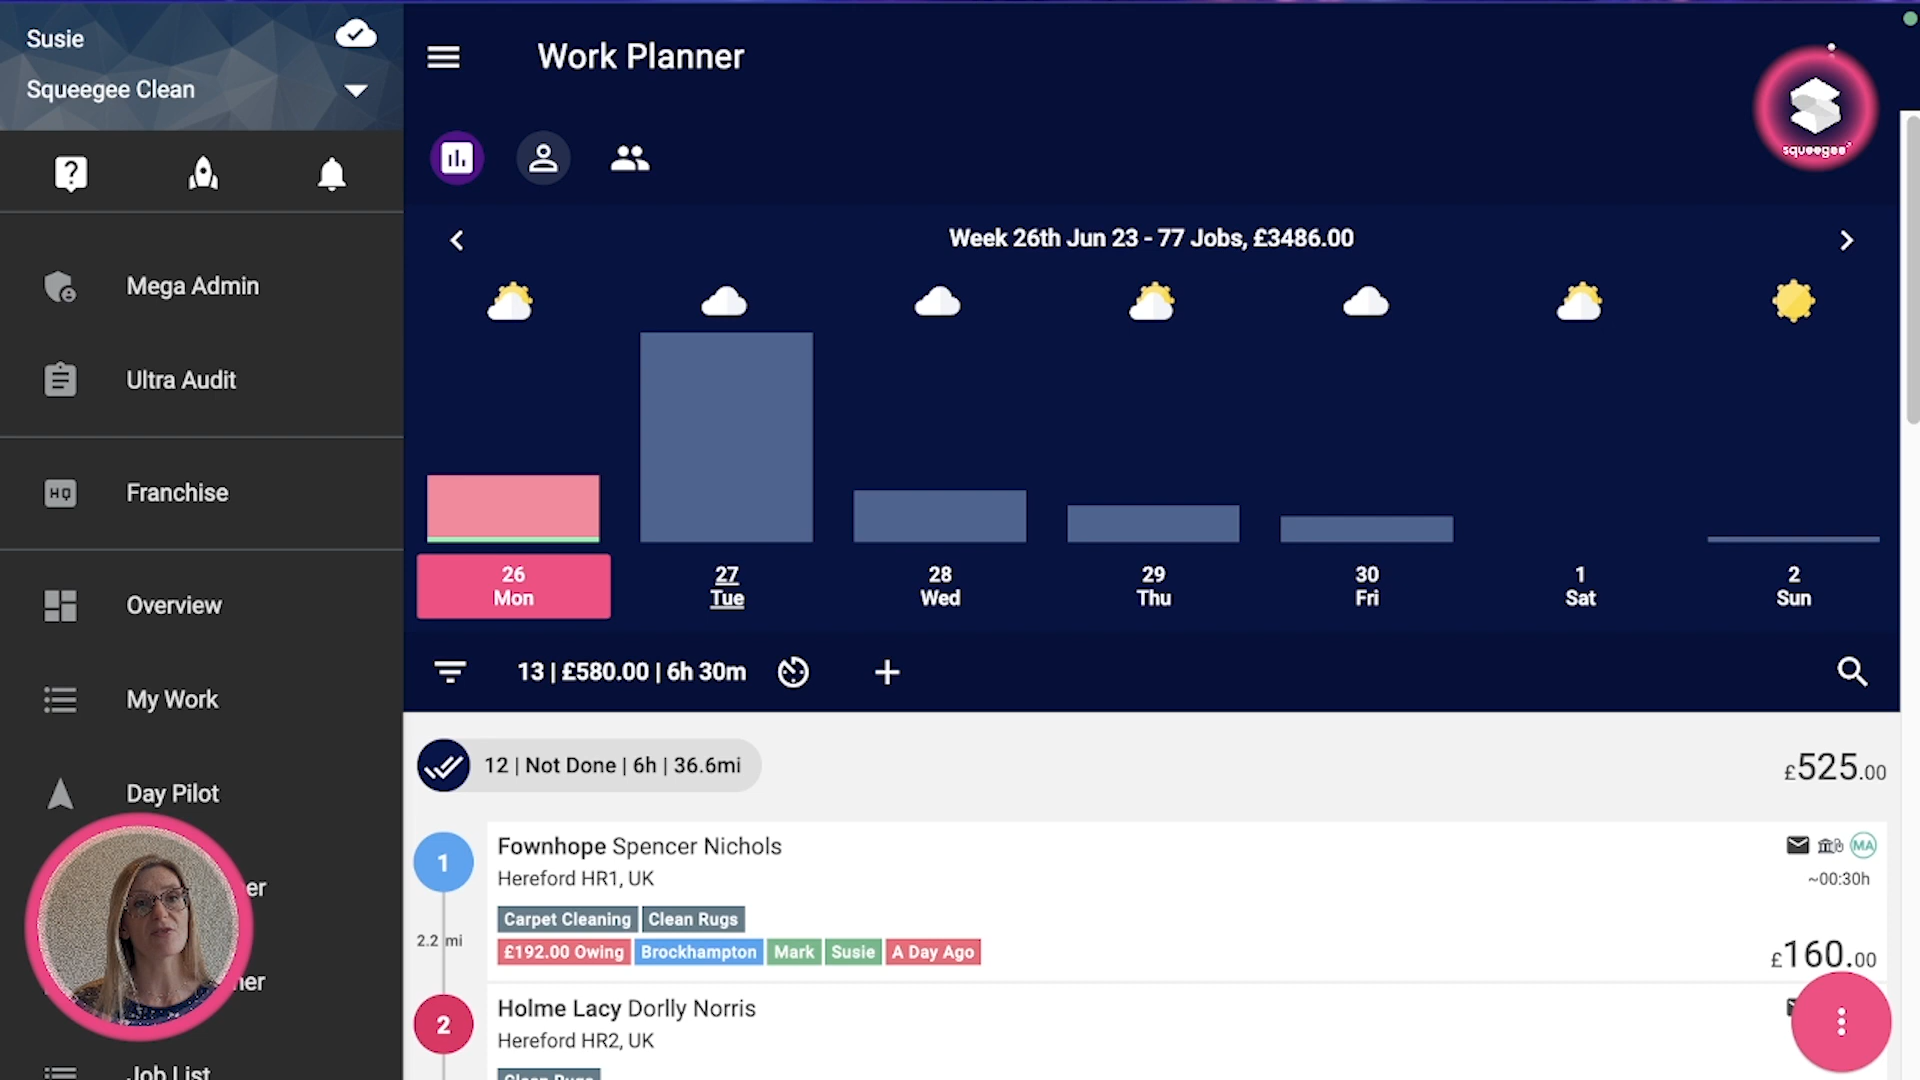 Susie
Squeegee Clean
Work Planner
squeegee
Mega Admin
Ultra Audit
HQ Franchise
Overview
My Work
Day Pilot
er
ner
Job List
Week 26th Jun 23 - 77 Jobs, £3486.00
26 Mon
27 Tue
28 Wed
29 Thu
30 Fri
1 Sat
2 Sun
13 | £580.00 | 6h 30m
12 | Not Done | 6h | 36.6mi
£525.00
1
Fownhope Spencer Nichols
MA
Hereford HR1, UK
~00:30h
Carpet Cleaning Clean Rugs
2.2 mi
£192.00 Owing Brockhampton Mark Susie A Day Ago
£160.00
2
Holme Lacy Dorlly Norris
Hereford HR2, UK
Clean Rugs